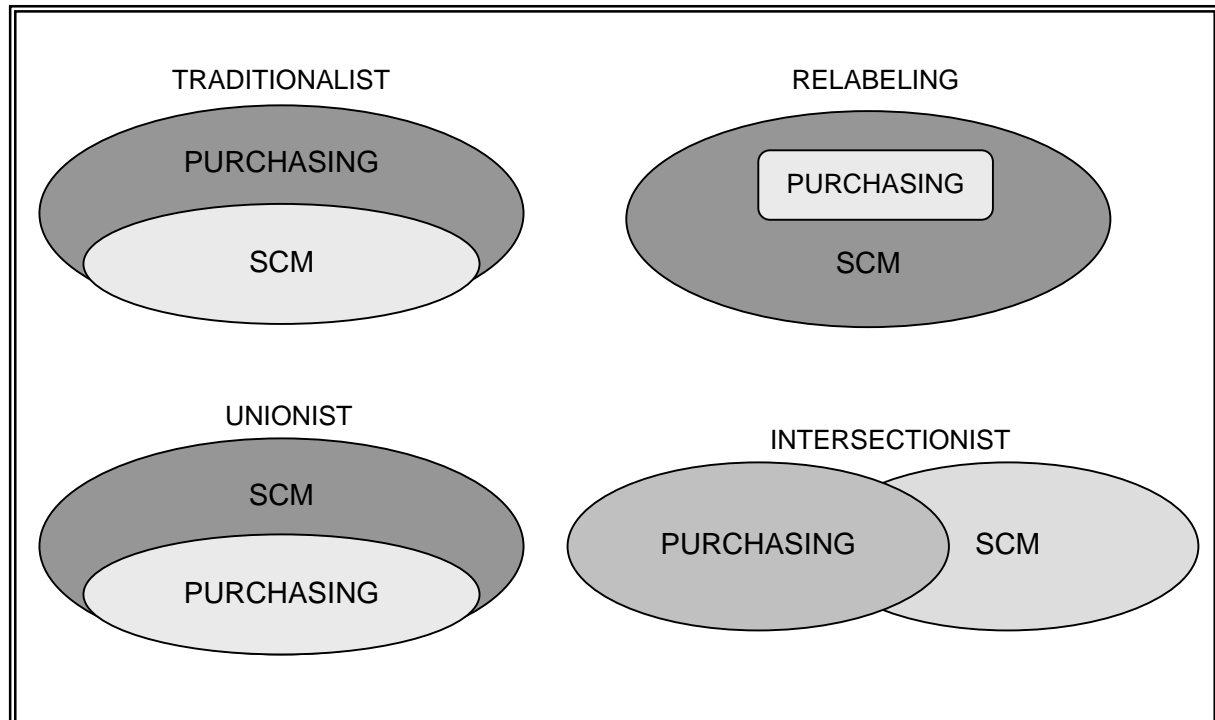 TRADITIONALIST
PURCHASING
SCM
RELABELING
PURCHASING
SCM
UNIONIST
SCM
PURCHASING
INTERSECTIONIST
PURCHASING
SCM